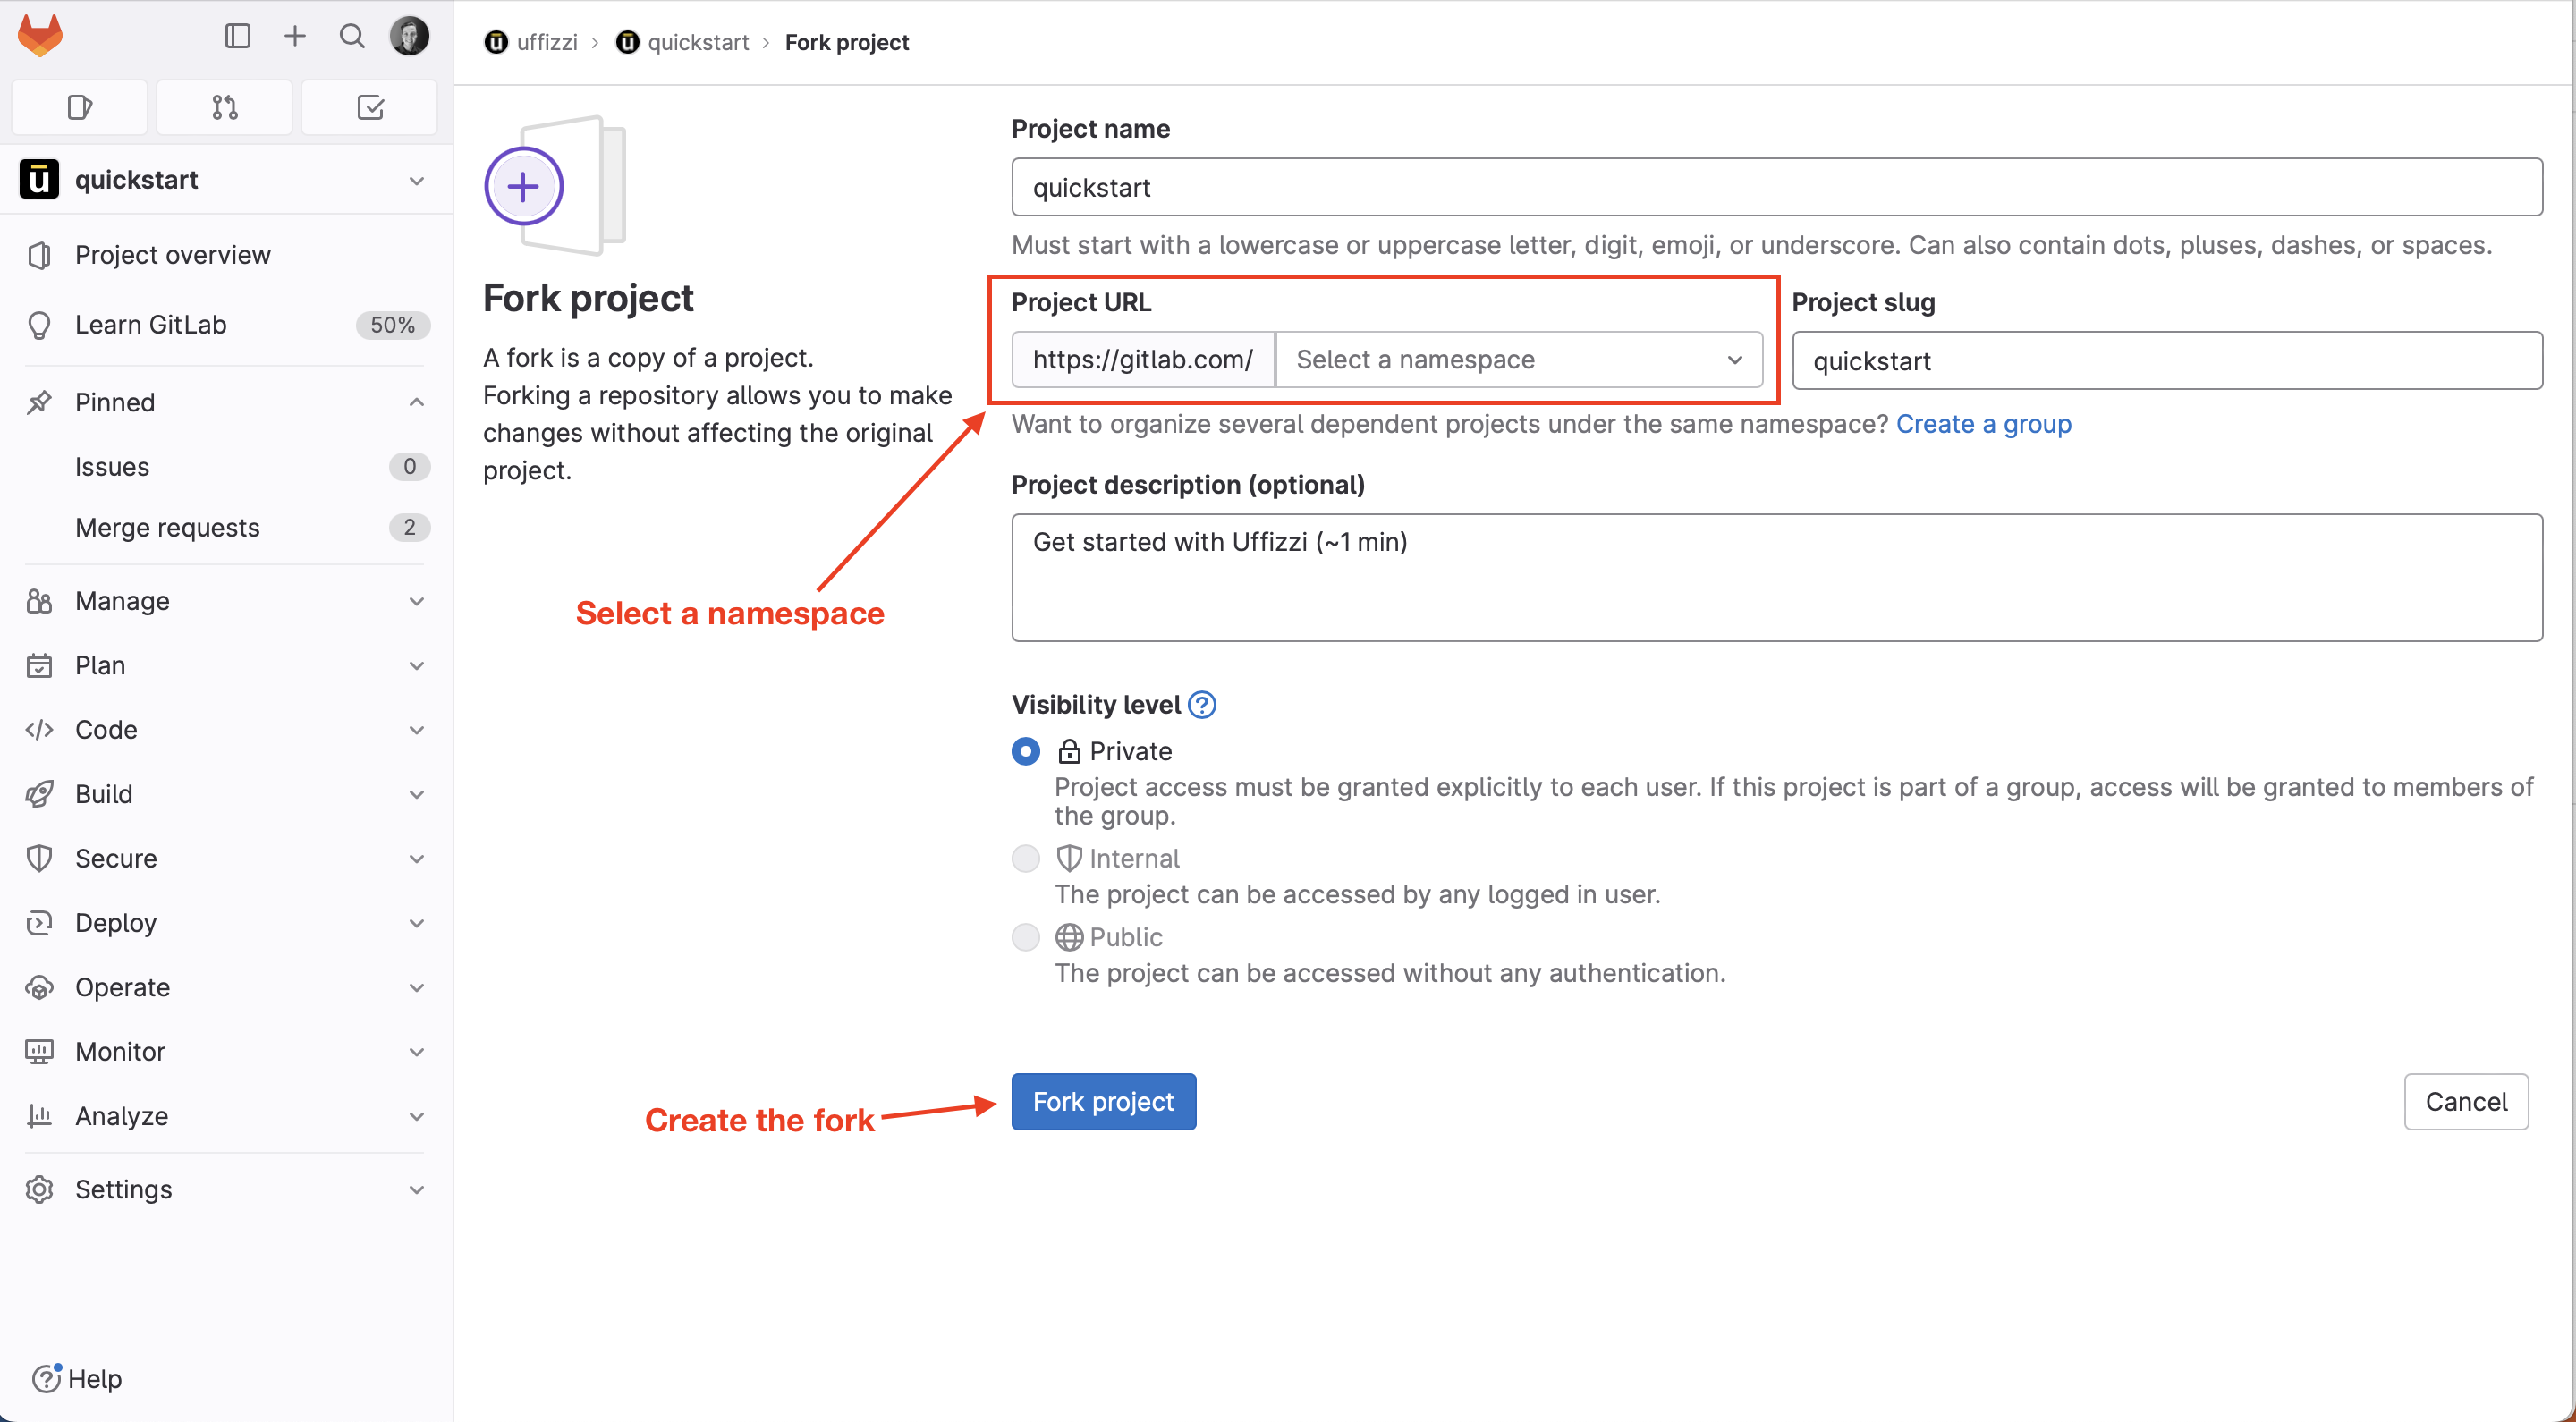 uffizzi › quickstart › Fork project
ū quickstart
Project overview
Learn GitLab 50%
Pinned
Issues 0
Merge requests 2
Manage
Plan
Code
Build
Secure
Deploy
Operate
Monitor
Analyze
Settings
Help
Fork project
A fork is a copy of a project.
Forking a repository allows you to make
changes without affecting the original
project.
Select a namespace
Create the fork
Project name
quickstart
Must start with a lowercase or uppercase letter, digit, emoji, or underscore. Can also contain dots, pluses, dashes, or spaces.
Project URL
https://gitlab.com/ Select a namespace
Project slug
quickstart
Want to organize several dependent projects under the same namespace? Create a group
Project description (optional)
Get started with Uffizzi (~1 min)
Visibility level
Private
Project access must be granted explicitly to each user. If this project is part of a group, access will be granted to members of
the group.
Internal
The project can be accessed by any logged in user.
Public
The project can be accessed without any authentication.
Fork project
Cancel